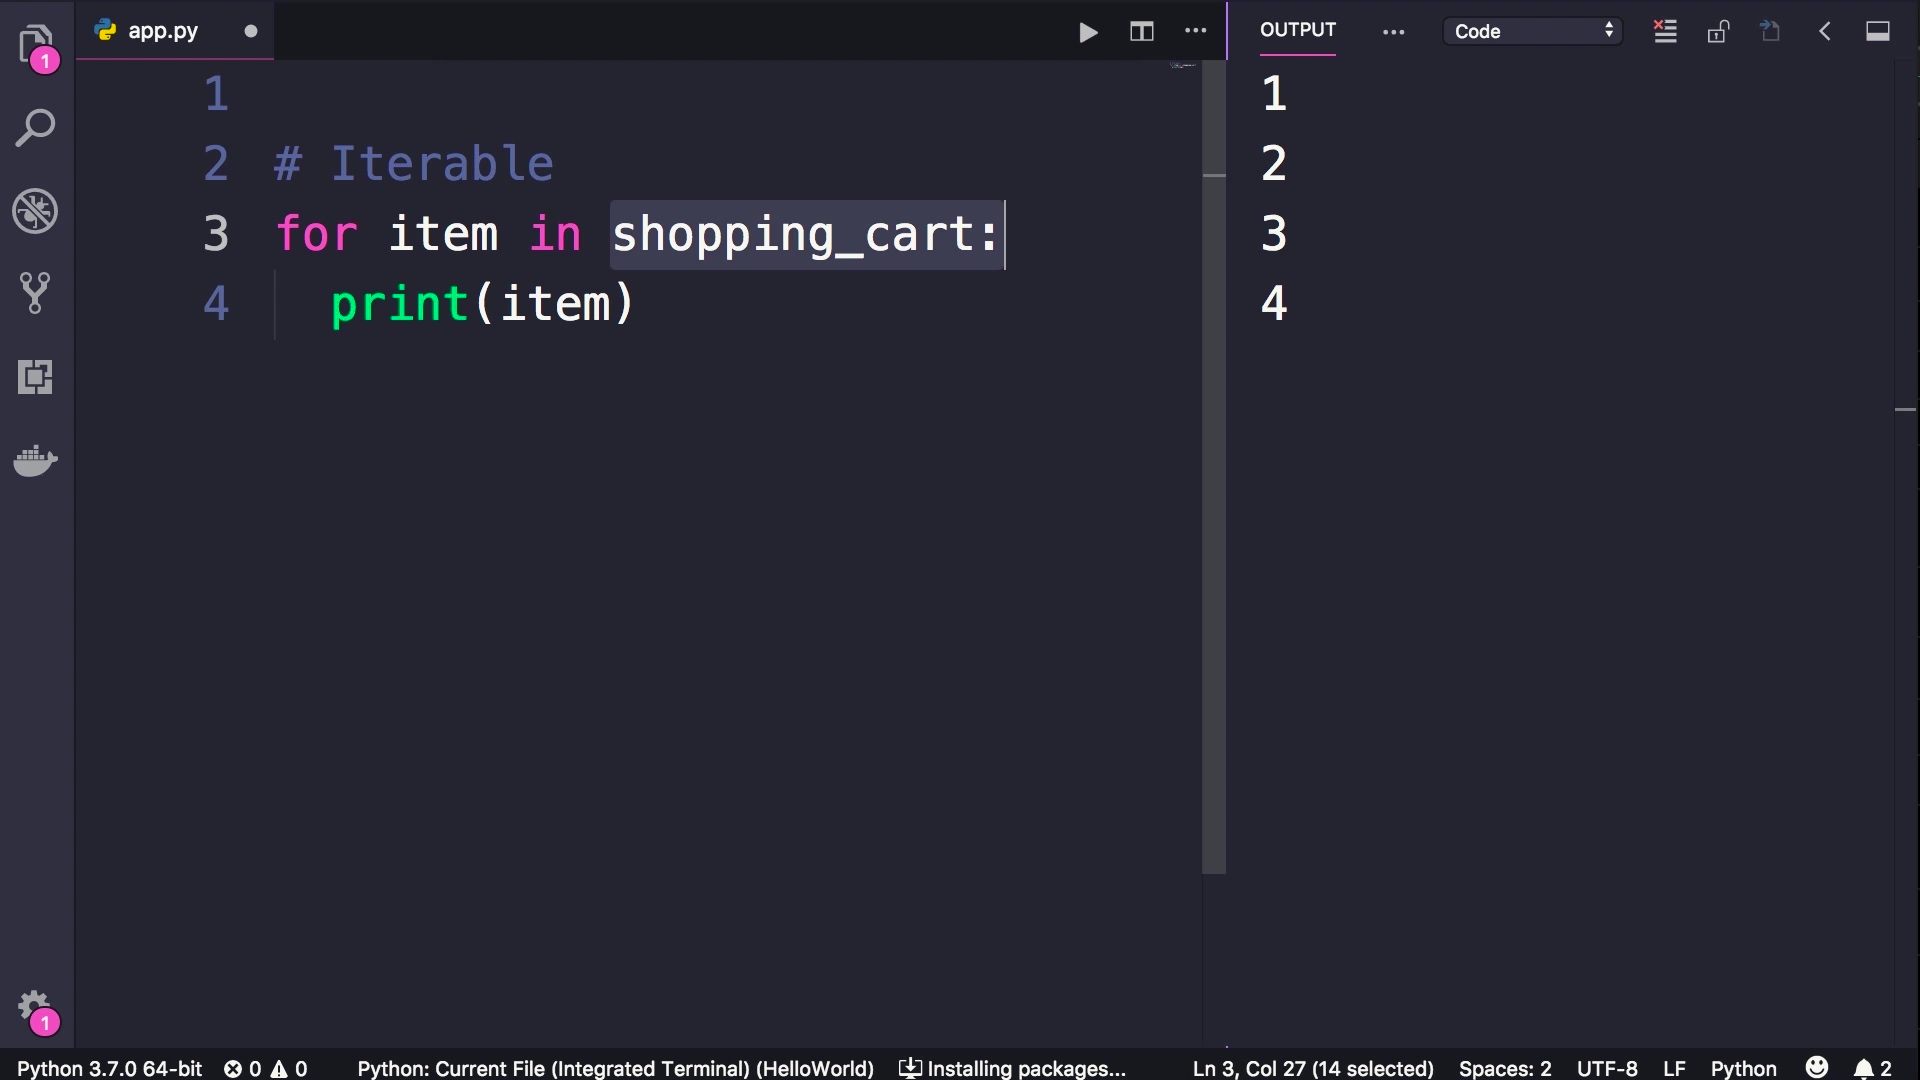 app.py
OUTPUT
Code
1
1
2 # Iterable
3 for item in shopping_cart:
4 print(item)
1
2
3
4
1
Python 3.7.0 64-bit 0 0 Python: Current File (Integrated Terminal) (HelloWorld) Installing packages... Ln 3, Col 27 (14 selected) Spaces: 2 UTF-8 LF Python 2